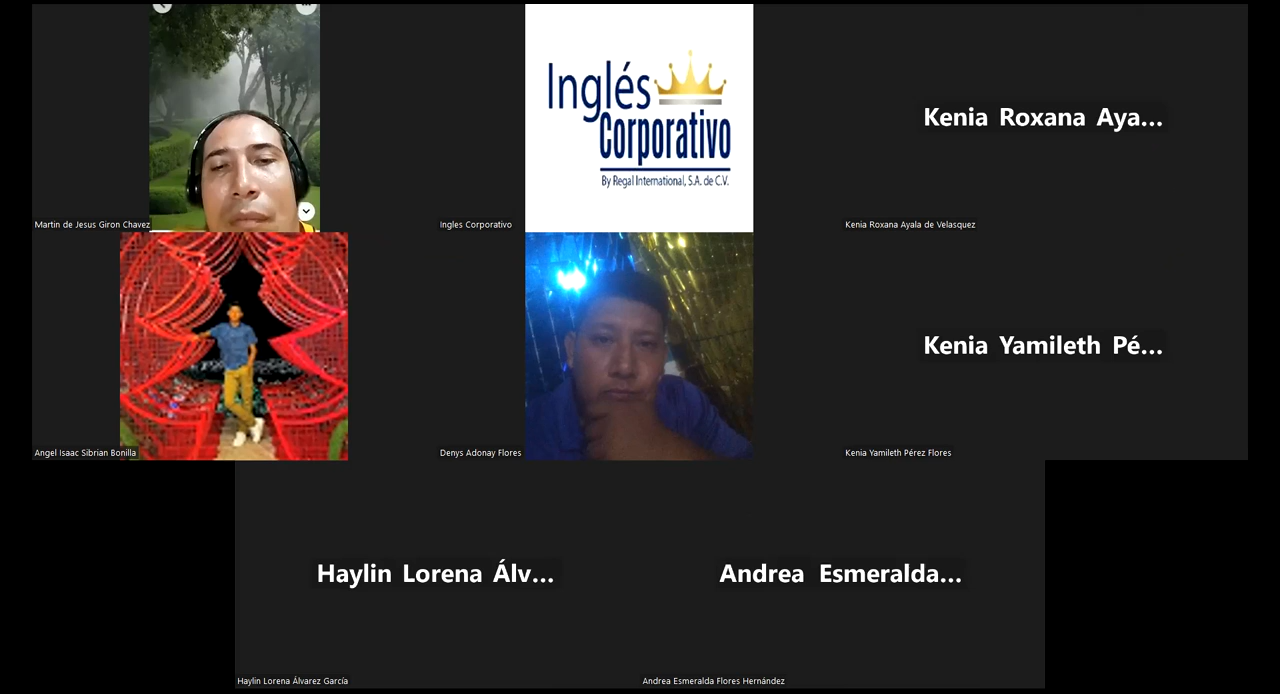 Martin de Jesus Giron Chavez
Inglés
Corporativo
By Regal International, S.A. de C.V.
Ingles Corporativo
Kenia Roxana Aya...
Kenia Roxana Ayala de Velasquez
Angel Isaac Sibrian Bonilla
Denys Adonay Flores
Kenia Yamileth Pé...
Kenia Yamileth Pérez Flores
Haylin Lorena Álv...
Haylin Lorena Álvarez García
Andrea Esmeralda...
Andrea Esmeralda Flores Hernández